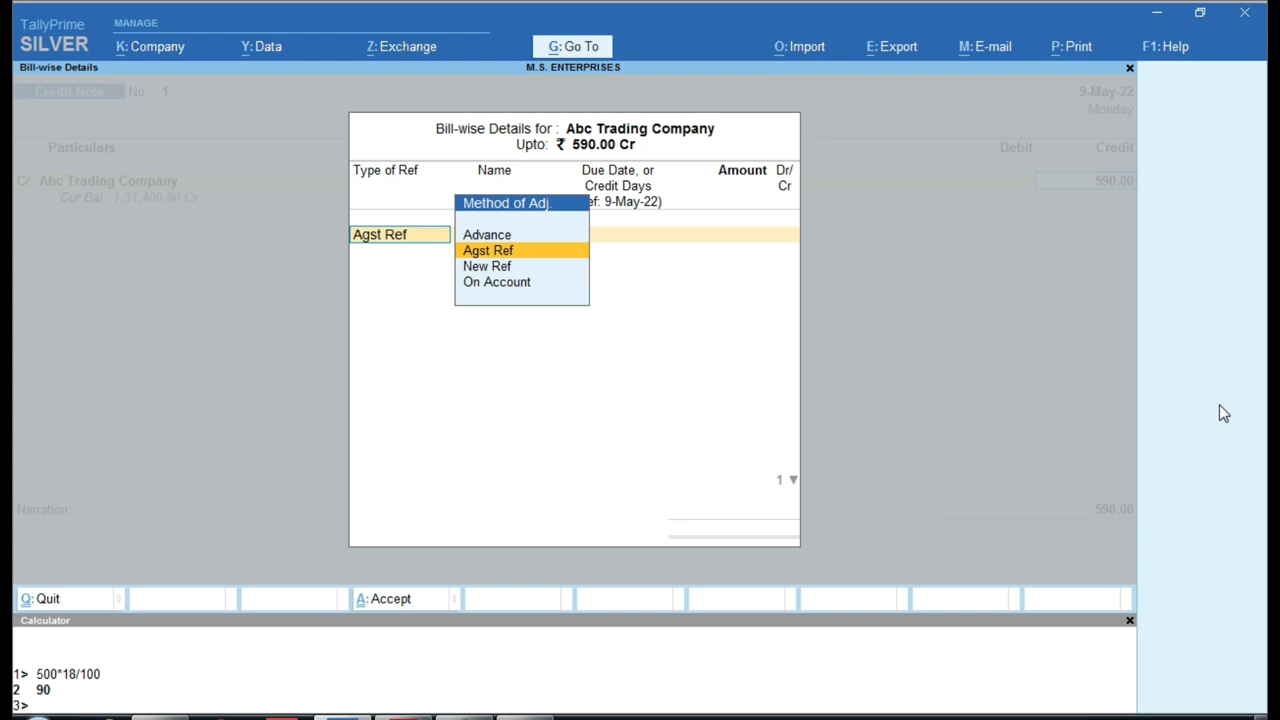 TallyPrime
MANAGE
SILVER
K: Company
Y: Data
Z: Exchange
G: Go To
O: Import
E: Export
M: E-mail
P: Print
F1: Help
Bill-wise Details
M.S. ENTERPRISES
Credit Note No. 1
9-May-22
Monday
Particulars
Debit
Credit
Cr Abc Trading Company
590.00
Cur Bal: 1,31,400.60 Cr
Bill-wise Details for : Abc Trading Company
Upto: ₹ 590.00 Cr
Type of Ref
Name
Due Date, or
Credit Days
ef: 9-May-22)
Amount
Dr/
Cr
Agst Ref
Method of Adj.
Advance
Agst Ref
New Ref
On Account
1
Narration
590.00
Q: Quit
A: Accept
Calculator
1> 500*18/100
2 90
3>